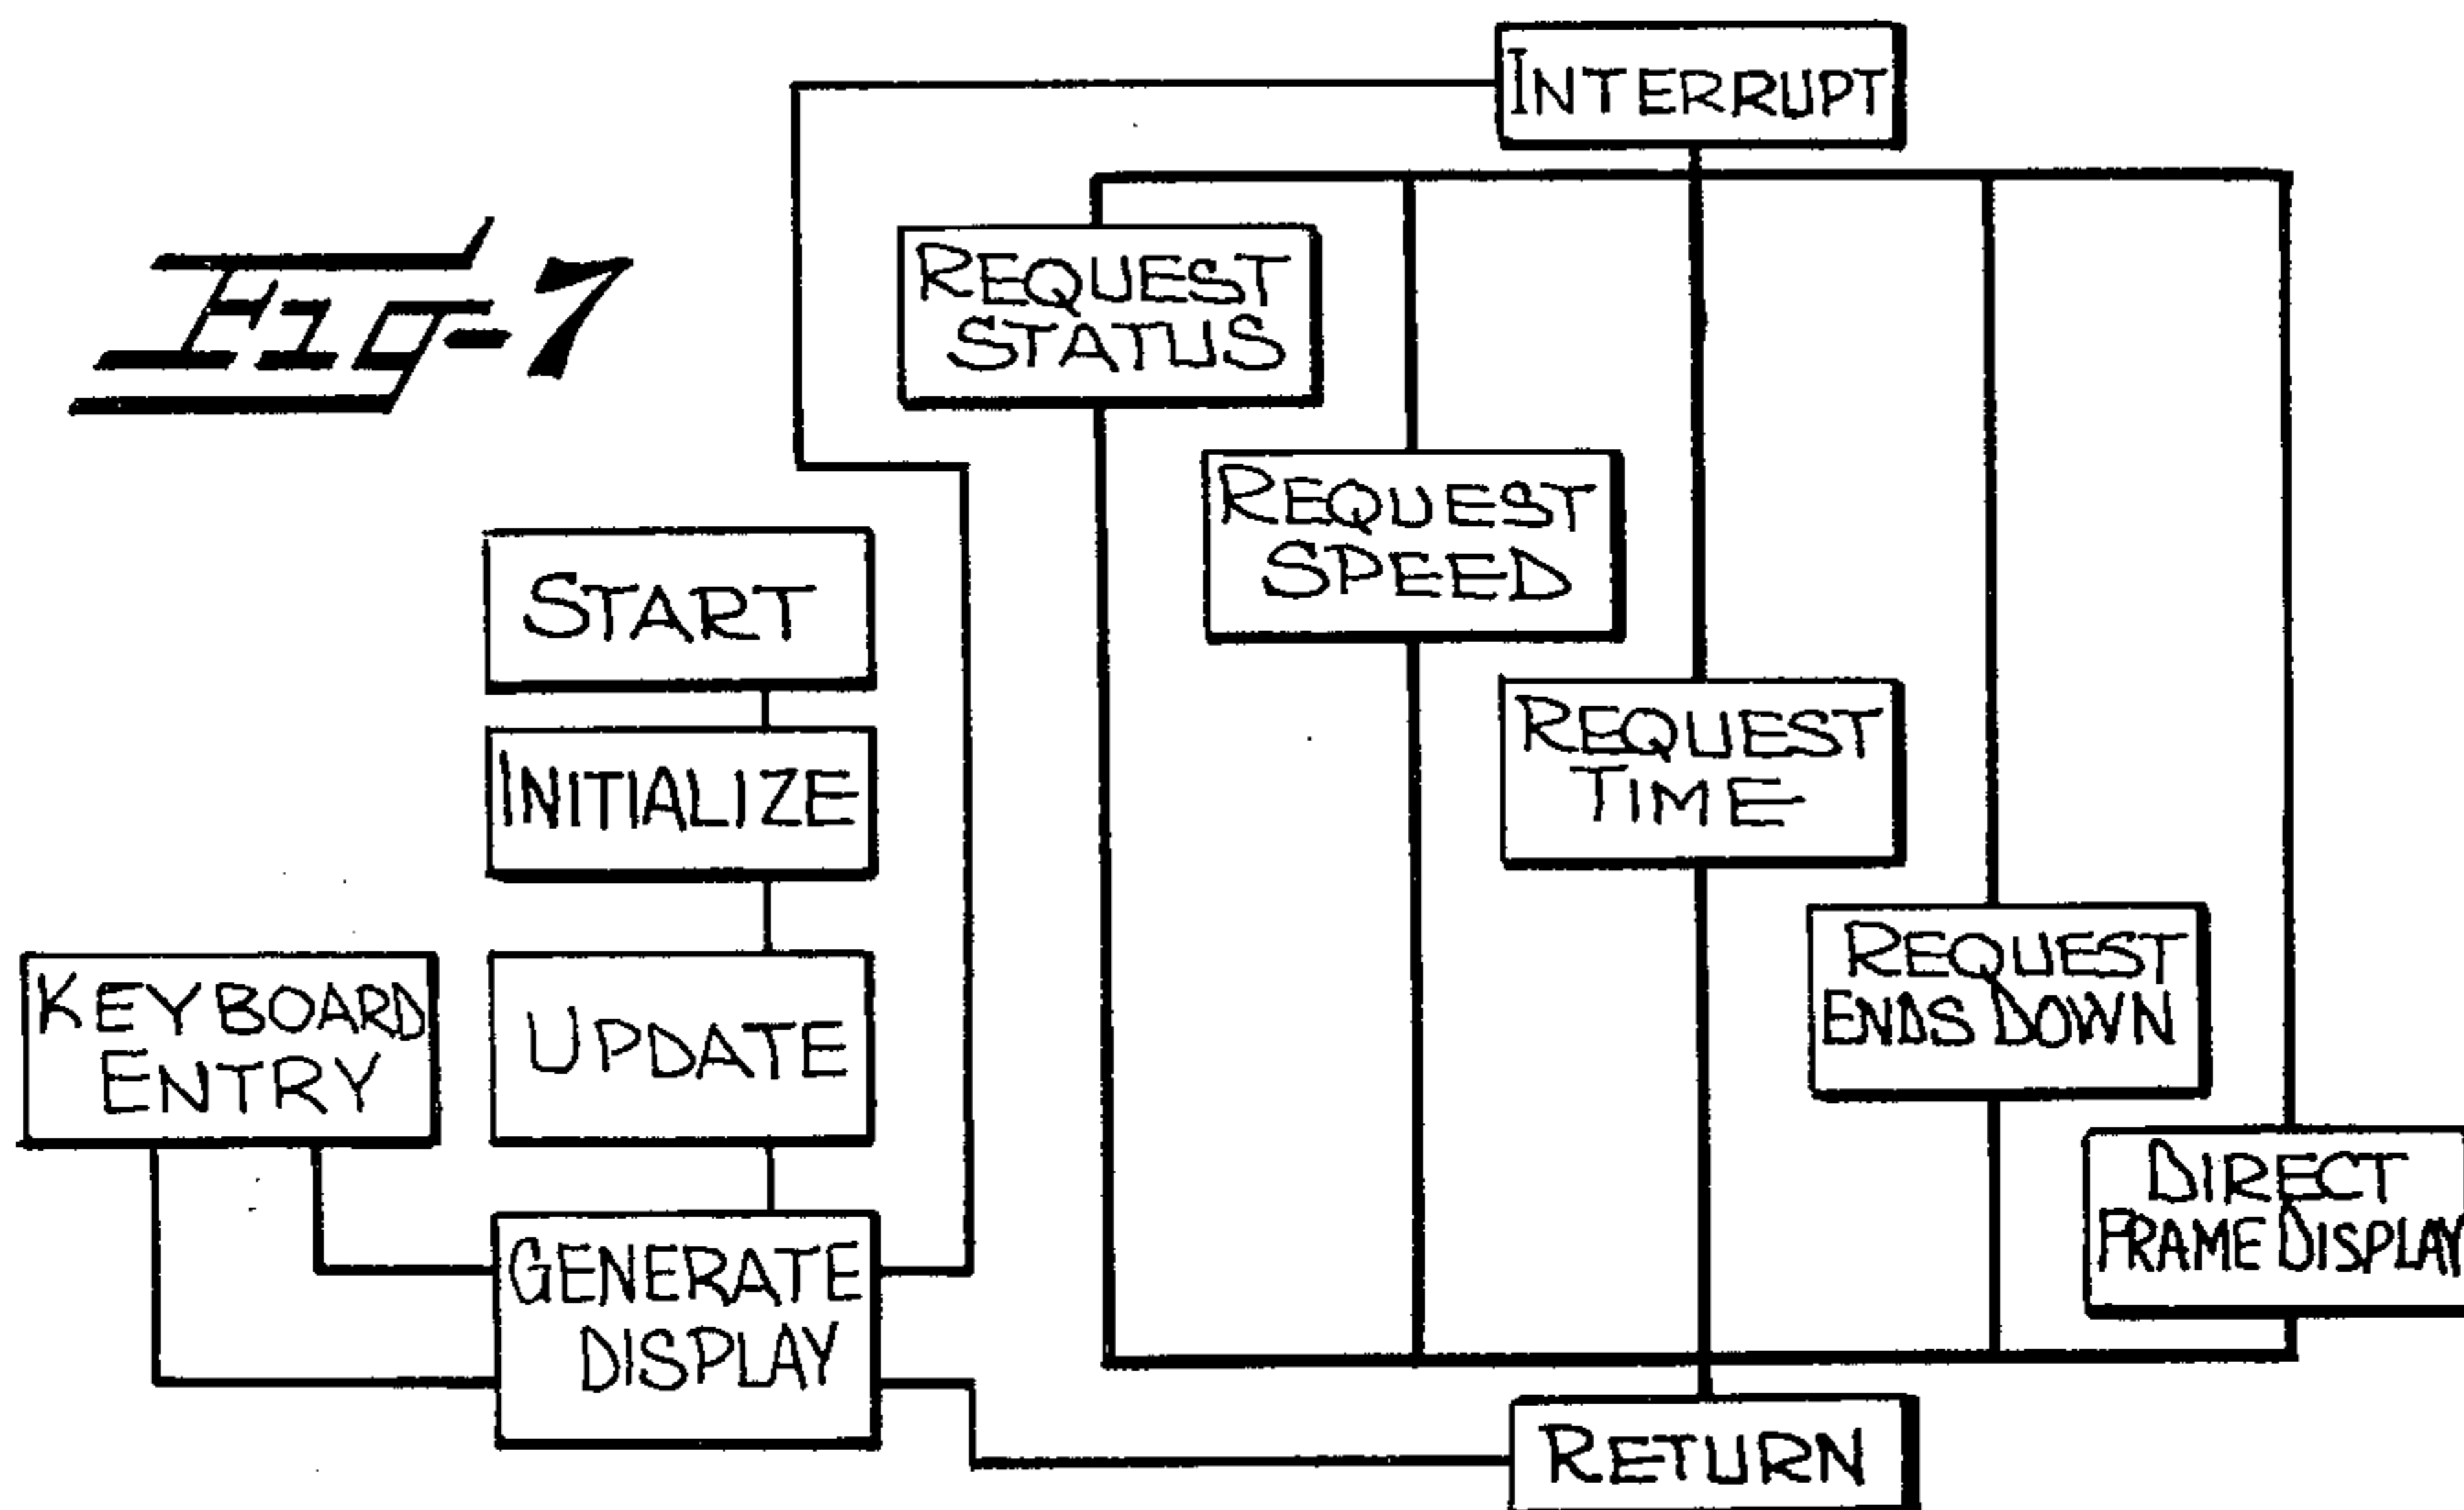 INTERRUPT
Fig-7
REQUEST
STATUS
REQUEST
SPEED
START
REQUEST
TIME
INITIALIZE
REQUEST
ENDS DOWN
KEYBOARD
ENTRY
UPDATE
DIRECT
FRAME DISPLAY
GENERATE
DISPLAY
RETURN